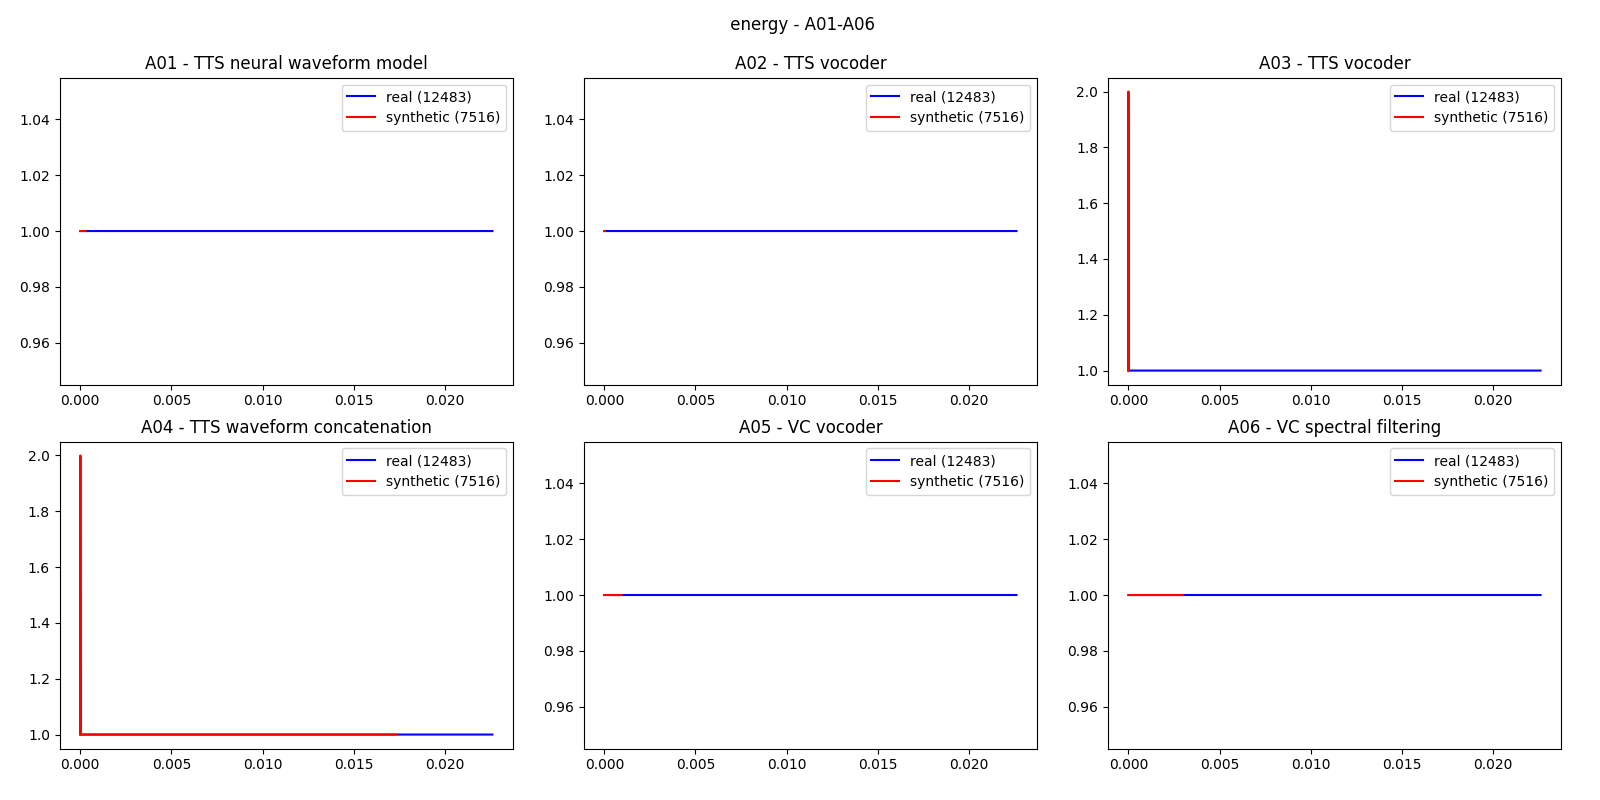 energy - A01-A06
A01 - TTS neural waveform model
real (12483)
synthetic (7516)
1.04
1.02
1.00
0.98
0.96
0.000 0.005 0.010 0.015 0.020
A02 - TTS vocoder
real (12483)
synthetic (7516)
1.04
1.02
1.00
0.98
0.96
0.000 0.005 0.010 0.015 0.020
A03 - TTS vocoder
real (12483)
synthetic (7516)
2.0
1.8
1.6
1.4
1.2
1.0
0.000 0.005 0.010 0.015 0.020
A04 - TTS waveform concatenation
real (12483)
synthetic (7516)
2.0
1.8
1.6
1.4
1.2
1.0
0.000 0.005 0.010 0.015 0.020
A05 - VC vocoder
real (12483)
synthetic (7516)
1.04
1.02
1.00
0.98
0.96
0.000 0.005 0.010 0.015 0.020
A06 - VC spectral filtering
real (12483)
synthetic (7516)
1.04
1.02
1.00
0.98
0.96
0.000 0.005 0.010 0.015 0.020